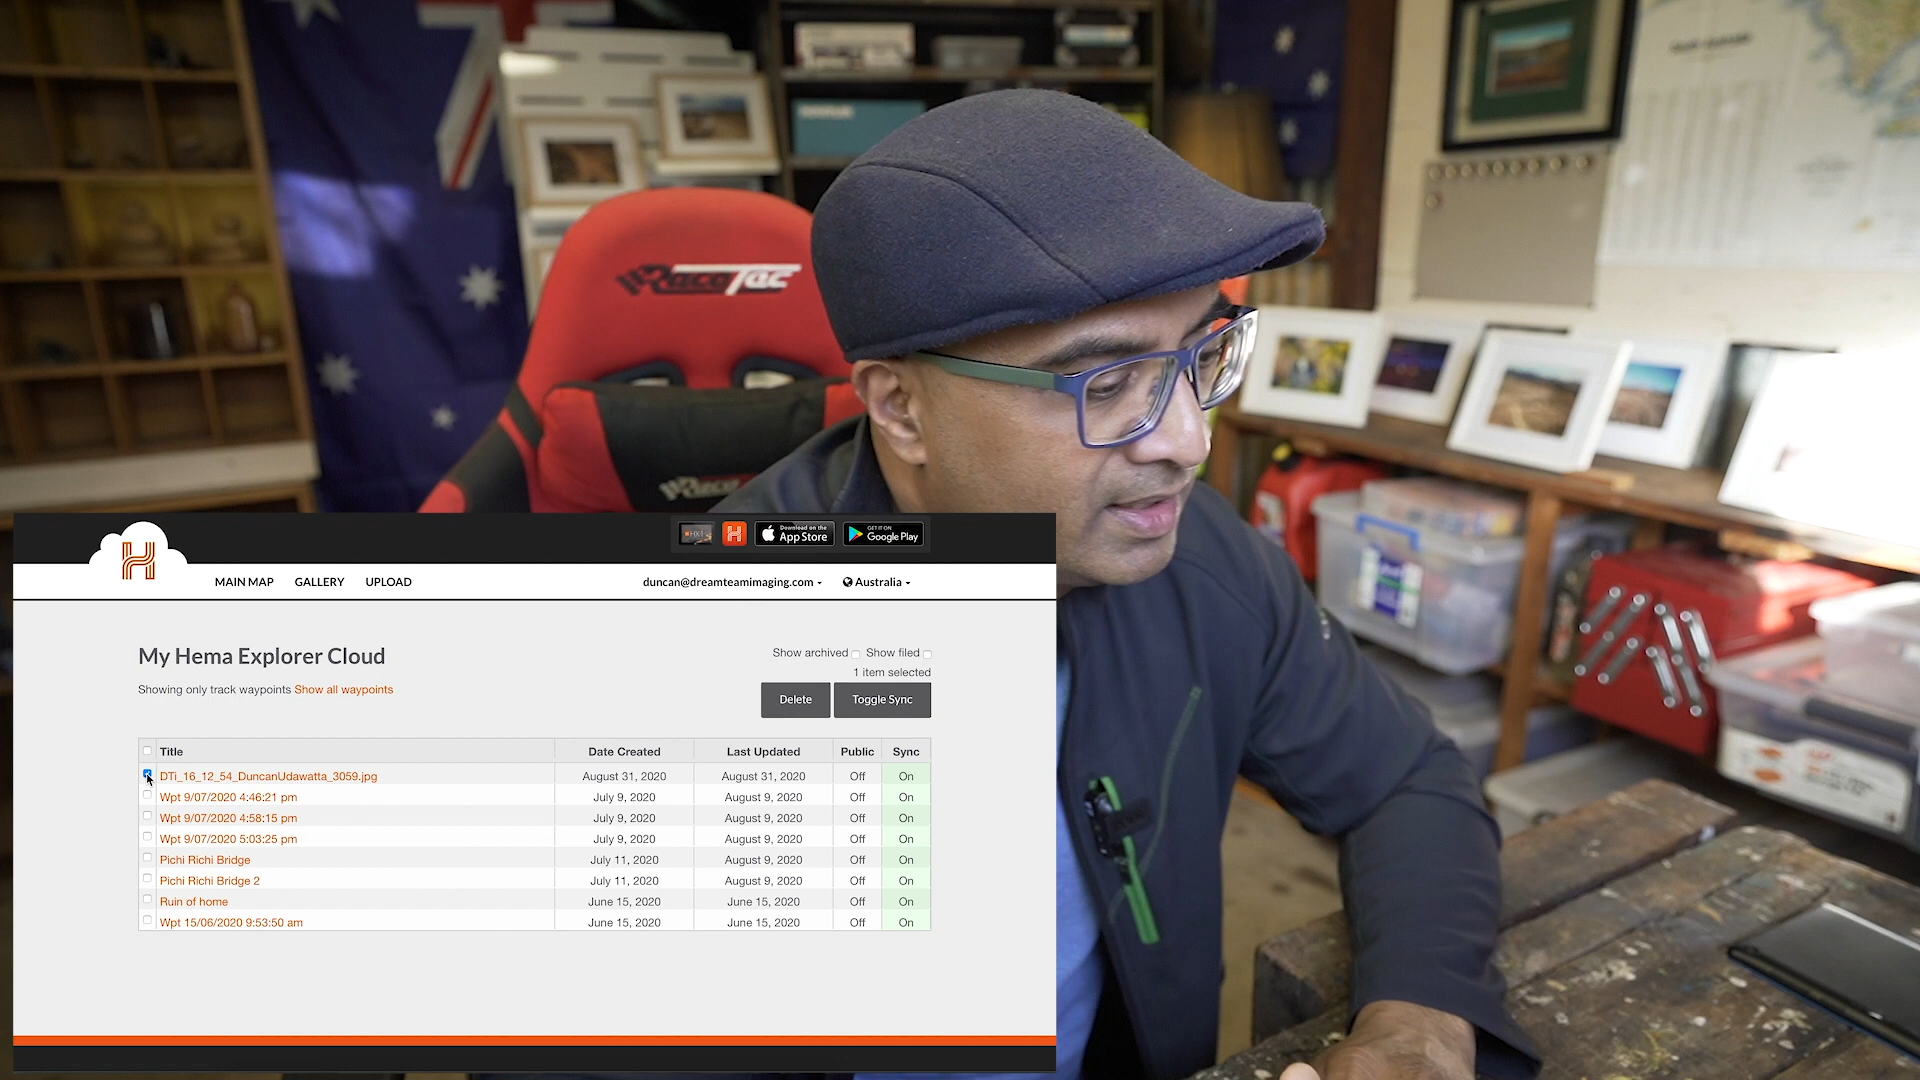 RaceTec
Download on the
App Store
GET IT ON
Google Play
MAIN MAP GALLERY UPLOAD
duncan@dreamteamimaging.com
Australia
My Hema Explorer Cloud
Show archived Show filed
1 item selected
Showing only track waypoints Show all waypoints
Delete Toggle Sync
Title Date Created Last Updated Public Sync
DTi_16_12_54_DuncanUdawatta_3059.jpg August 31, 2020 August 31, 2020 Off On
Wpt 9/07/2020 4:46:21 pm July 9, 2020 August 9, 2020 Off On
Wpt 9/07/2020 4:58:15 pm July 9, 2020 August 9, 2020 Off On
Wpt 9/07/2020 5:03:25 pm July 9, 2020 August 9, 2020 Off On
Pichi Richi Bridge July 11, 2020 August 9, 2020 Off On
Pichi Richi Bridge 2 July 11, 2020 August 9, 2020 Off On
Ruin of home June 15, 2020 June 15, 2020 Off On
Wpt 15/06/2020 9:53:50 am June 15, 2020 June 15, 2020 Off On